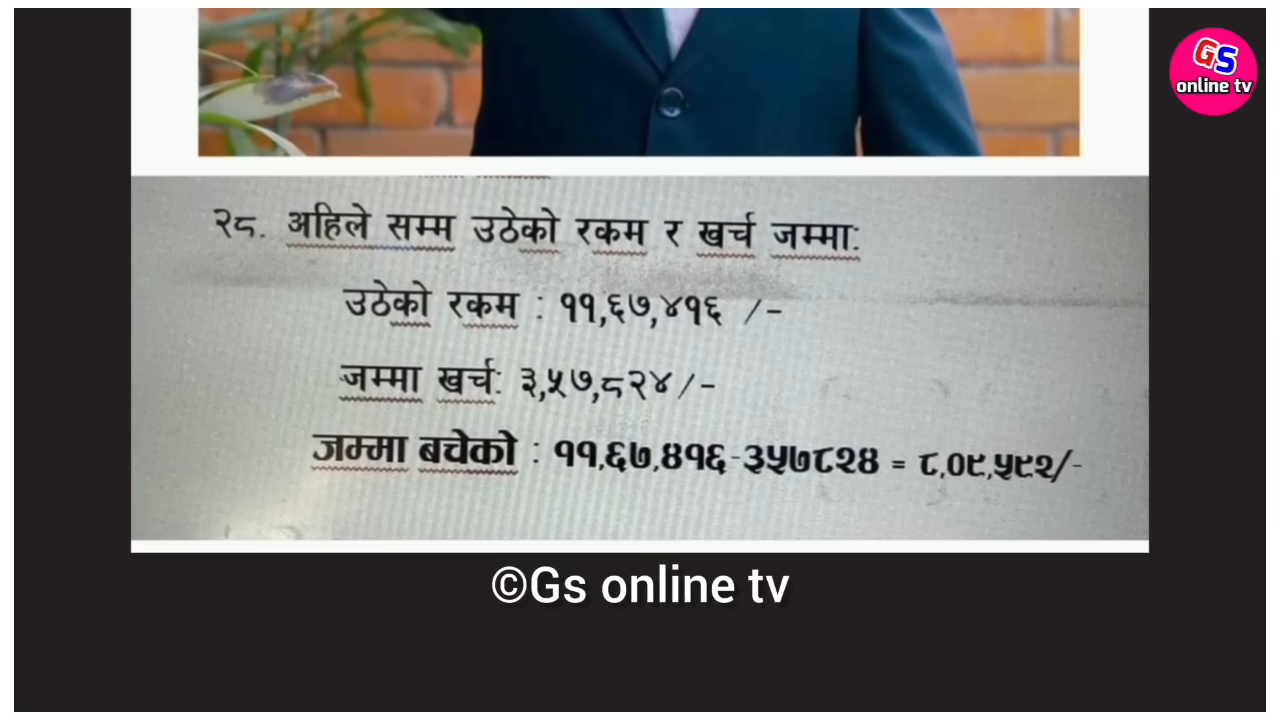 GS
online tv
२८. अहिले सम्म उठेको रकम र खर्च जम्मा:
उठेको रकम : ११,६७,४१६ /-
जम्मा खर्च: ३,५७,८२४/-
जम्मा बचेको : ११,६७,४१६-३५७८२४ = ८,०९,५९२/-
©Gs online tv